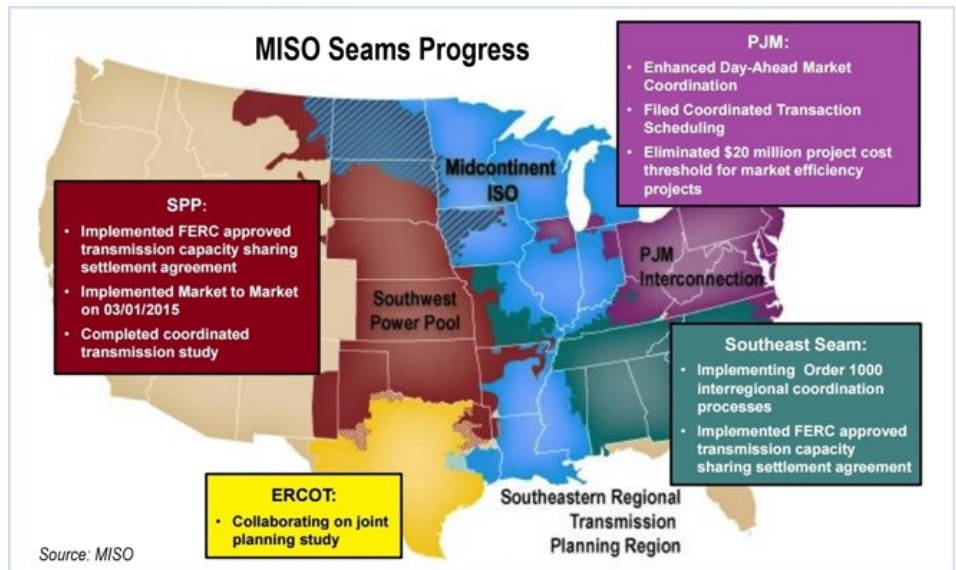 MISO Seams Progress
PJM:
• Enhanced Day-Ahead Market
Coordination
• Filed Coordinated Transaction
Scheduling
• Eliminated $20 million project cost
threshold for market efficiency
projects
Midcontinent
ISO
SPP:
• Implemented FERC approved
transmission capacity sharing
settlement agreement
• Implemented Market to Market
on 03/01/2015
• Completed coordinated
transmission study
PJM
Interconnection
Southwest
Power Pool
Southeast Seam:
• Implementing Order 1000
interregional coordination
processes
• Implemented FERC approved
transmission capacity
sharing settlement agreement
ERCOT:
• Collaborating on joint
planning study
Southeastern Regional
Transmission
Planning Region
Source: MISO